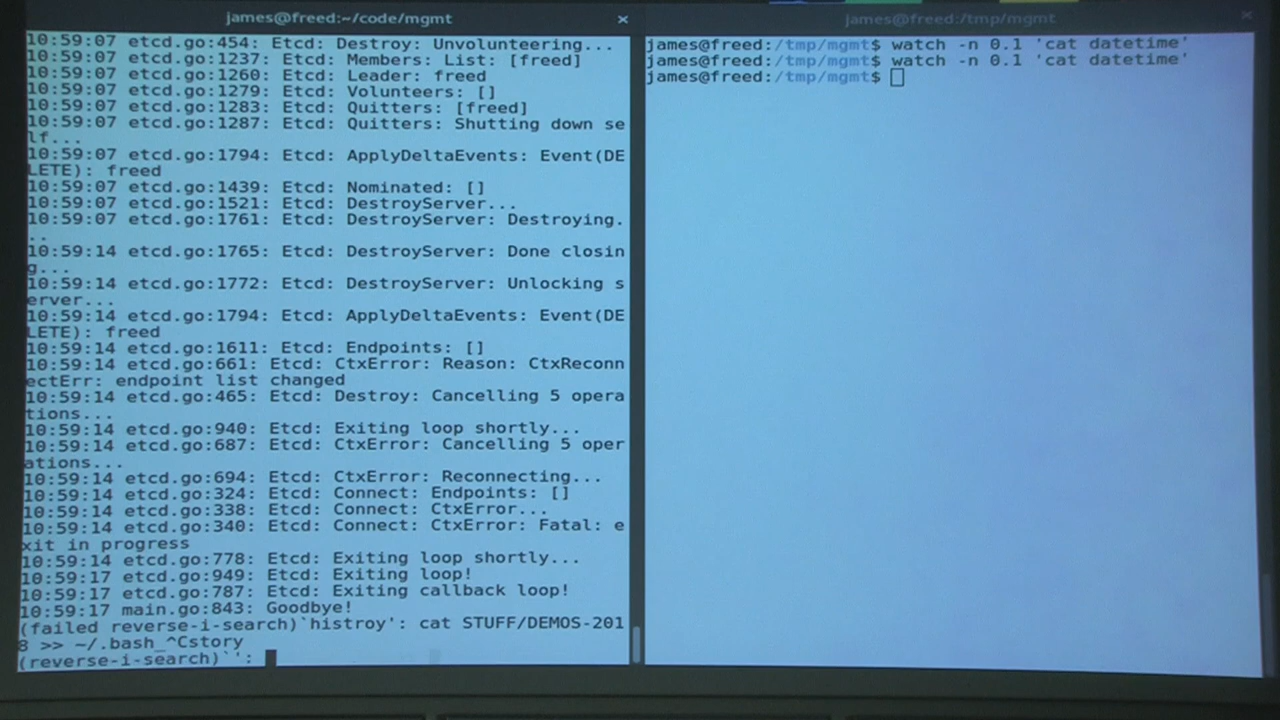 james@freed:~/code/mgmt
10:59:07 etcd.go:454: Etcd: Destroy: Unvolunteering...
10:59:07 etcd.go:1237: Etcd: Members: List: [freed]
10:59:07 etcd.go:1260: Etcd: Leader: freed
10:59:07 etcd.go:1279: Etcd: Volunteers: []
10:59:07 etcd.go:1283: Etcd: Quitters: [freed]
10:59:07 etcd.go:1287: Etcd: Quitters: Shutting down se
lf...
10:59:07 etcd.go:1794: Etcd: ApplyDeltaEvents: Event(DE
LETE): freed
10:59:07 etcd.go:1439: Etcd: Nominated: []
10:59:07 etcd.go:1521: Etcd: DestroyServer...
10:59:07 etcd.go:1761: Etcd: DestroyServer: Destroying.
..
10:59:14 etcd.go:1765: Etcd: DestroyServer: Done closin
g...
10:59:14 etcd.go:1772: Etcd: DestroyServer: Unlocking s
erver...
10:59:14 etcd.go:1794: Etcd: ApplyDeltaEvents: Event(DE
LETE): freed
10:59:14 etcd.go:1611: Etcd: Endpoints: []
10:59:14 etcd.go:661: Etcd: CtxError: Reason: CtxReconn
ectErr: endpoint list changed
10:59:14 etcd.go:465: Etcd: Destroy: Cancelling 5 opera
tions...
10:59:14 etcd.go:940: Etcd: Exiting loop shortly...
10:59:14 etcd.go:687: Etcd: CtxError: Cancelling 5 oper
ations...
10:59:14 etcd.go:694: Etcd: CtxError: Reconnecting...
10:59:14 etcd.go:324: Etcd: Connect: Endpoints: []
10:59:14 etcd.go:338: Etcd: Connect: CtxError...
10:59:14 etcd.go:340: Etcd: Connect: CtxError: Fatal: e
xit in progress
10:59:14 etcd.go:778: Etcd: Exiting loop shortly...
10:59:17 etcd.go:949: Etcd: Exiting loop!
10:59:17 etcd.go:787: Etcd: Exiting callback loop!
10:59:17 main.go:843: Goodbye!
(failed reverse-i-search)`histroy': cat STUFF/DEMOS-201
8 >> ~/.bash_^Cstory
(reverse-i-search)`':
james@freed:/tmp/mgmt
james@freed:/tmp/mgmt$ watch -n 0.1 'cat datetime'
james@freed:/tmp/mgmt$ watch -n 0.1 'cat datetime'
james@freed:/tmp/mgmt$